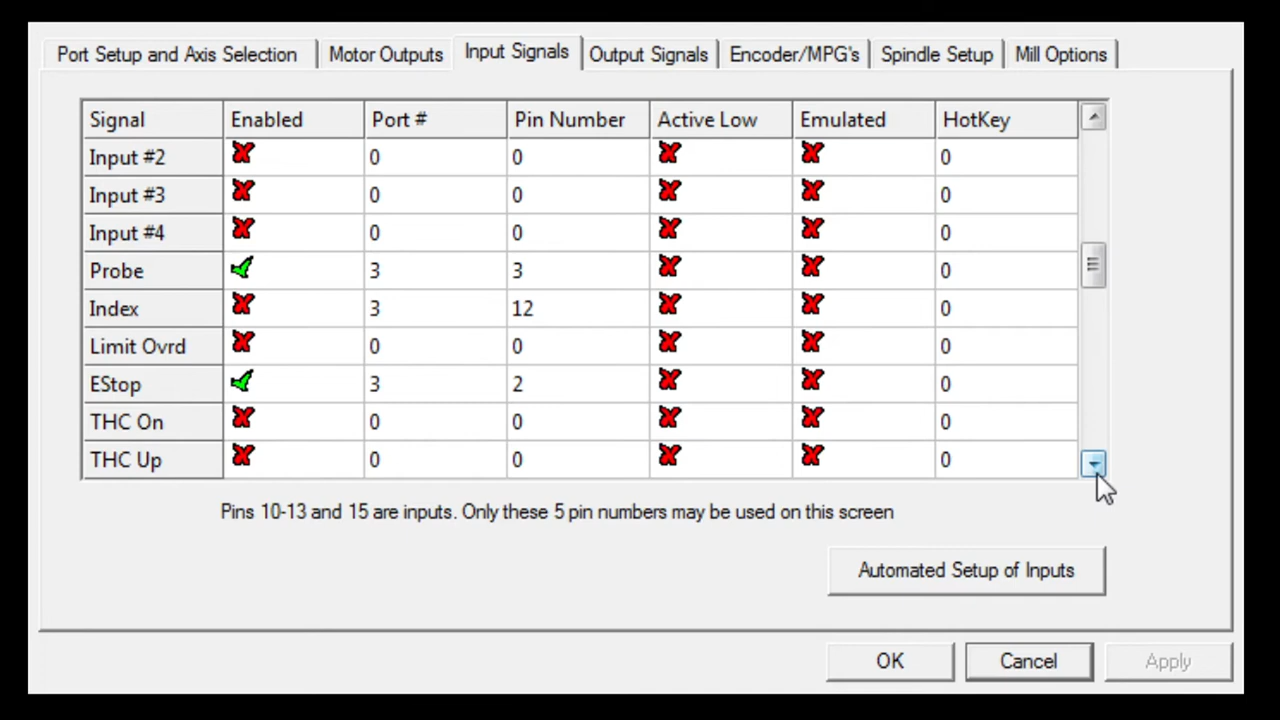 Port Setup and Axis Selection Motor Outputs Input Signals Output Signals Encoder/MPG's Spindle Setup Mill Options
Signal Enabled Port # Pin Number Active Low Emulated HotKey
Input #2 0 0 0
Input #3 0 0 0
Input #4 0 0 0
Probe 3 3 0
Index 3 12 0
Limit Ovrd 0 0 0
EStop 3 2 0
THC On 0 0 0
THC Up 0 0 0
Pins 10-13 and 15 are inputs. Only these 5 pin numbers may be used on this screen
Automated Setup of Inputs
OK Cancel Apply